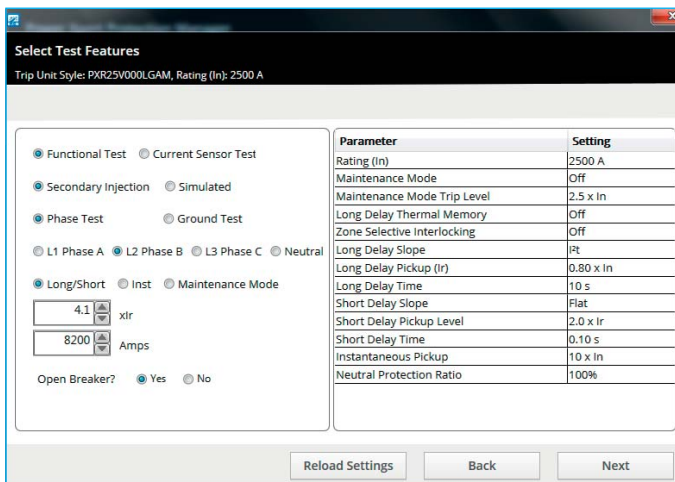 Select Test Features
Trip Unit Style: PXR25V000LGAM, Rating (In): 2500 A
Functional Test Current Sensor Test
Secondary Injection Simulated
Phase Test Ground Test
L1 Phase A L2 Phase B L3 Phase C Neutral
Long/Short Inst Maintenance Mode
4.1 xIr
8200 Amps
Open Breaker? Yes No
Parameter Setting
Rating (In) 2500 A
Maintenance Mode Off
Maintenance Mode Trip Level 2.5 x In
Long Delay Thermal Memory Off
Zone Selective Interlocking Off
Long Delay Slope I²t
Long Delay Pickup (Ir) 0.80 x In
Long Delay Time 10 s
Short Delay Slope Flat
Short Delay Pickup Level 2.0 x Ir
Short Delay Time 0.10 s
Instantaneous Pickup 10 x In
Neutral Protection Ratio 100%
Reload Settings Back Next